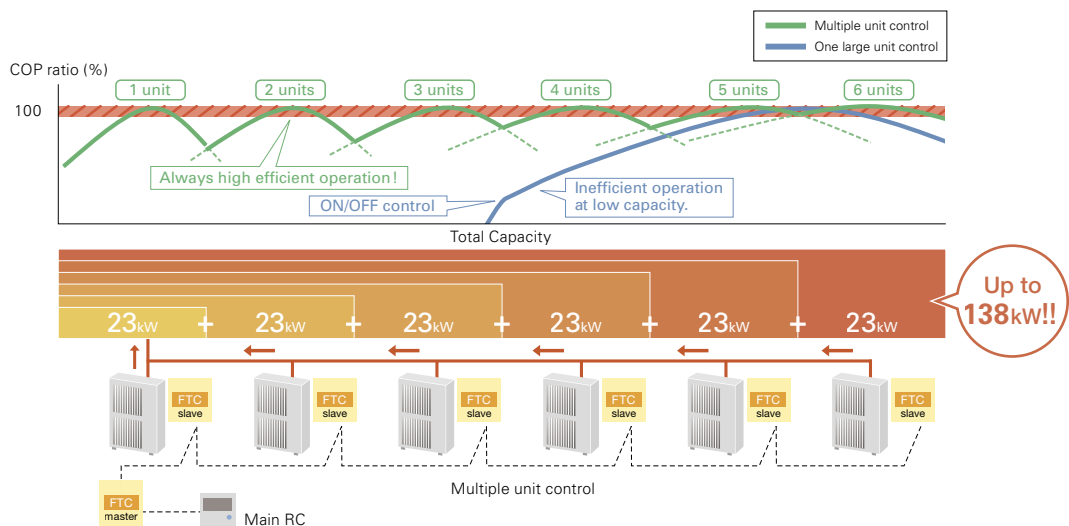 Multiple unit control
One large unit control
COP ratio (%)
100
1 unit
2 units
3 units
4 units
5 units
6 units
Always high efficient operation!
ON/OFF control
Inefficient operation
at low capacity.
Total Capacity
23kW + 23kW + 23kW + 23kW + 23kW + 23kW
Up to
138kW!!
FTC
slave
FTC
slave
FTC
slave
FTC
slave
FTC
slave
FTC
slave
Multiple unit control
FTC
master
Main RC